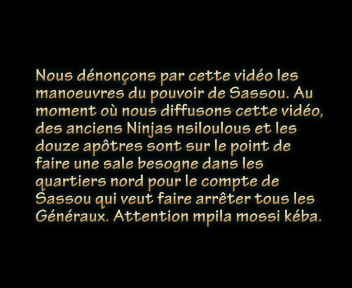 Nous dénonçons par cette vidéo les
manoeuvres du pouvoir de Sassou. Au
moment où nous diffusons cette vidéo,
des anciens Ninjas nsiloulous et les
douze apôtres sont sur le point de
faire une sale besogne dans les
quartiers nord pour le compte de
Sassou qui veut faire arrêter tous les
Généraux. Attention mpila mossi kéba.